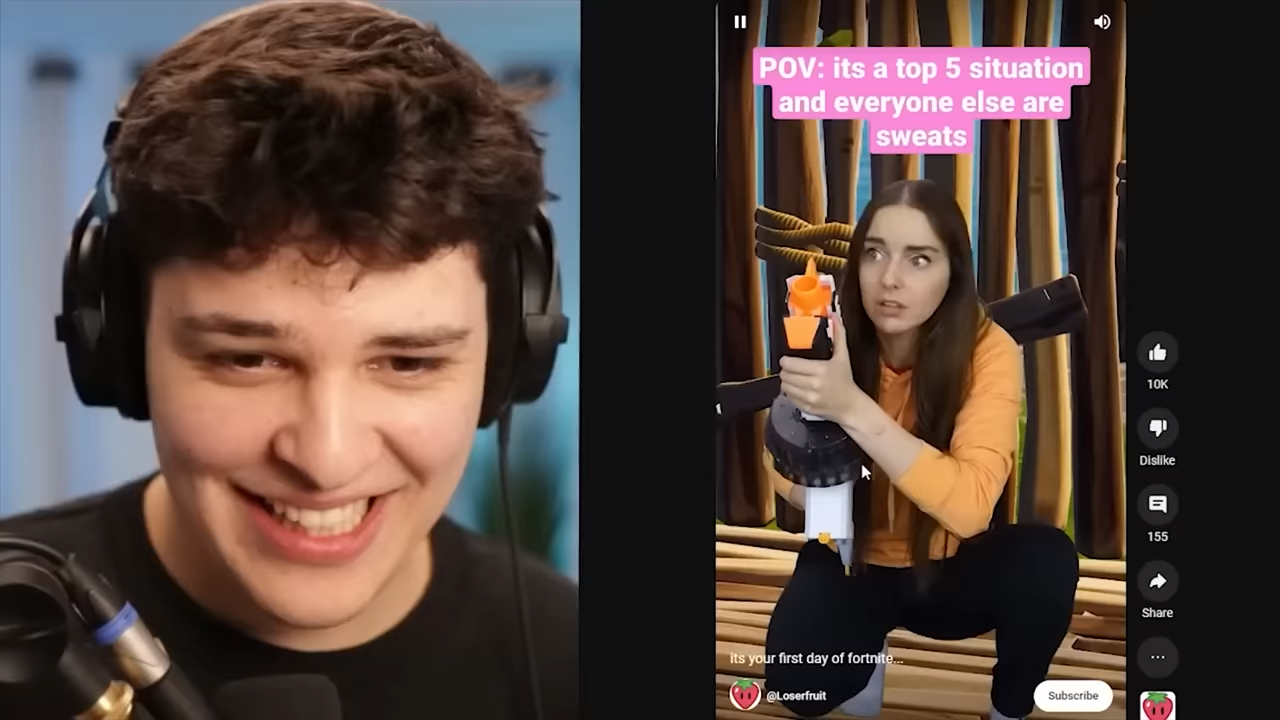 POV: its a top 5 situation
and everyone else are
sweats
10K
Dislike
155
Share
its your first day of fortnite...
@Loserfruit
Subscribe